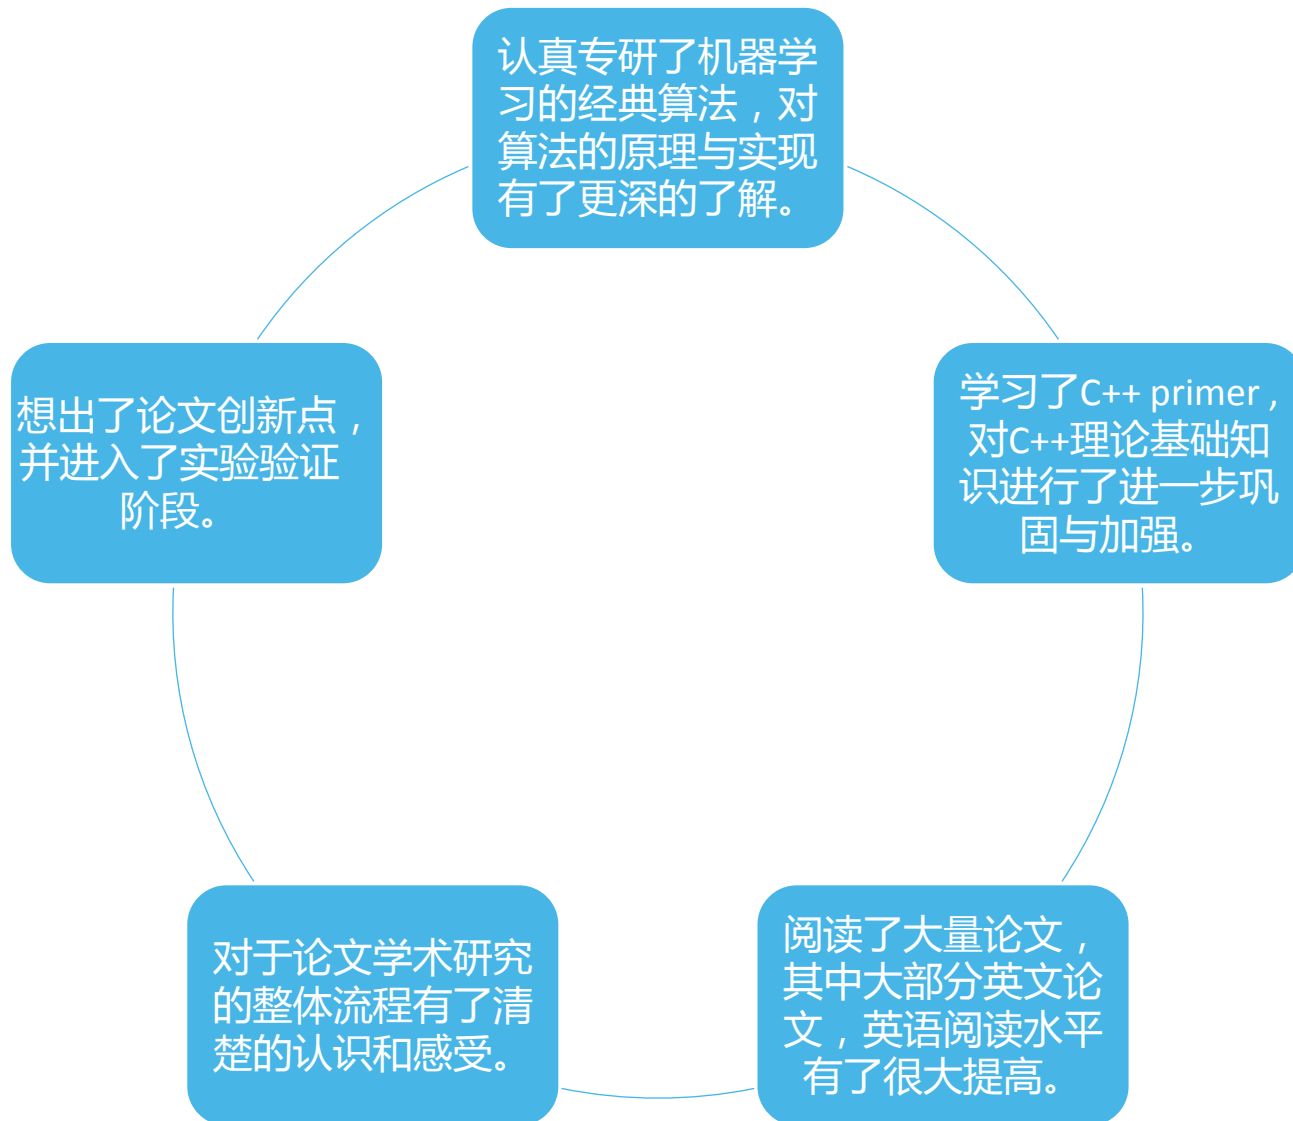 认真专研了机器学
习的经典算法，对
算法的原理与实现
有了更深的了解。
学习了C++ primer，
对C++理论基础知
识进行了进一步巩
固与加强。
阅读了大量论文，
其中大部分英文论
文，英语阅读水平
有了很大提高。
对于论文学术研究
的整体流程有了清
楚的认识和感受。
想出了论文创新点，
并进入了实验验证
阶段。